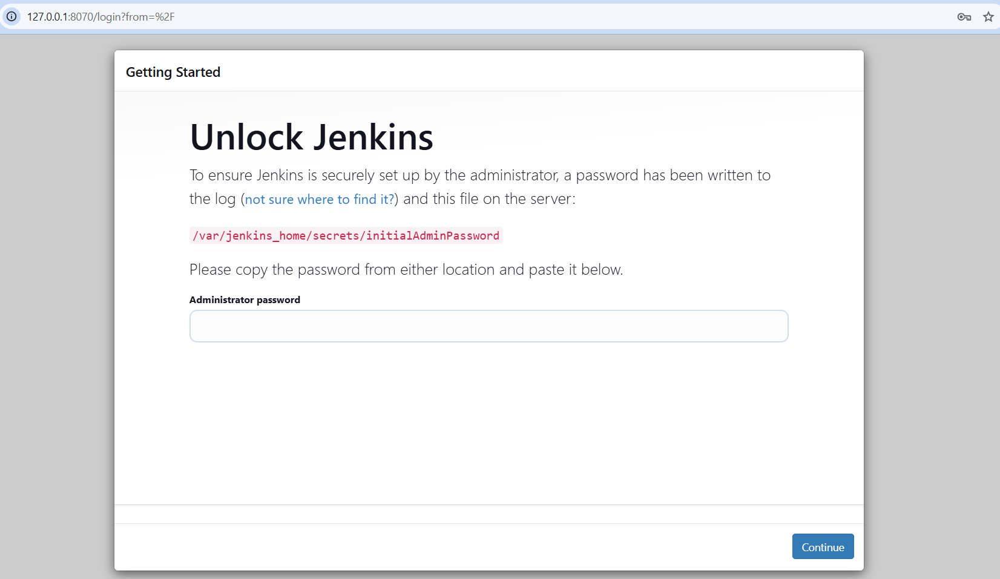 127.0.0.1:8070/login?from=%2F
Getting Started
Unlock Jenkins
To ensure Jenkins is securely set up by the administrator, a password has been written to
the log (not sure where to find it?) and this file on the server:
/var/jenkins_home/secrets/initialAdminPassword
Please copy the password from either location and paste it below.
Administrator password
Continue